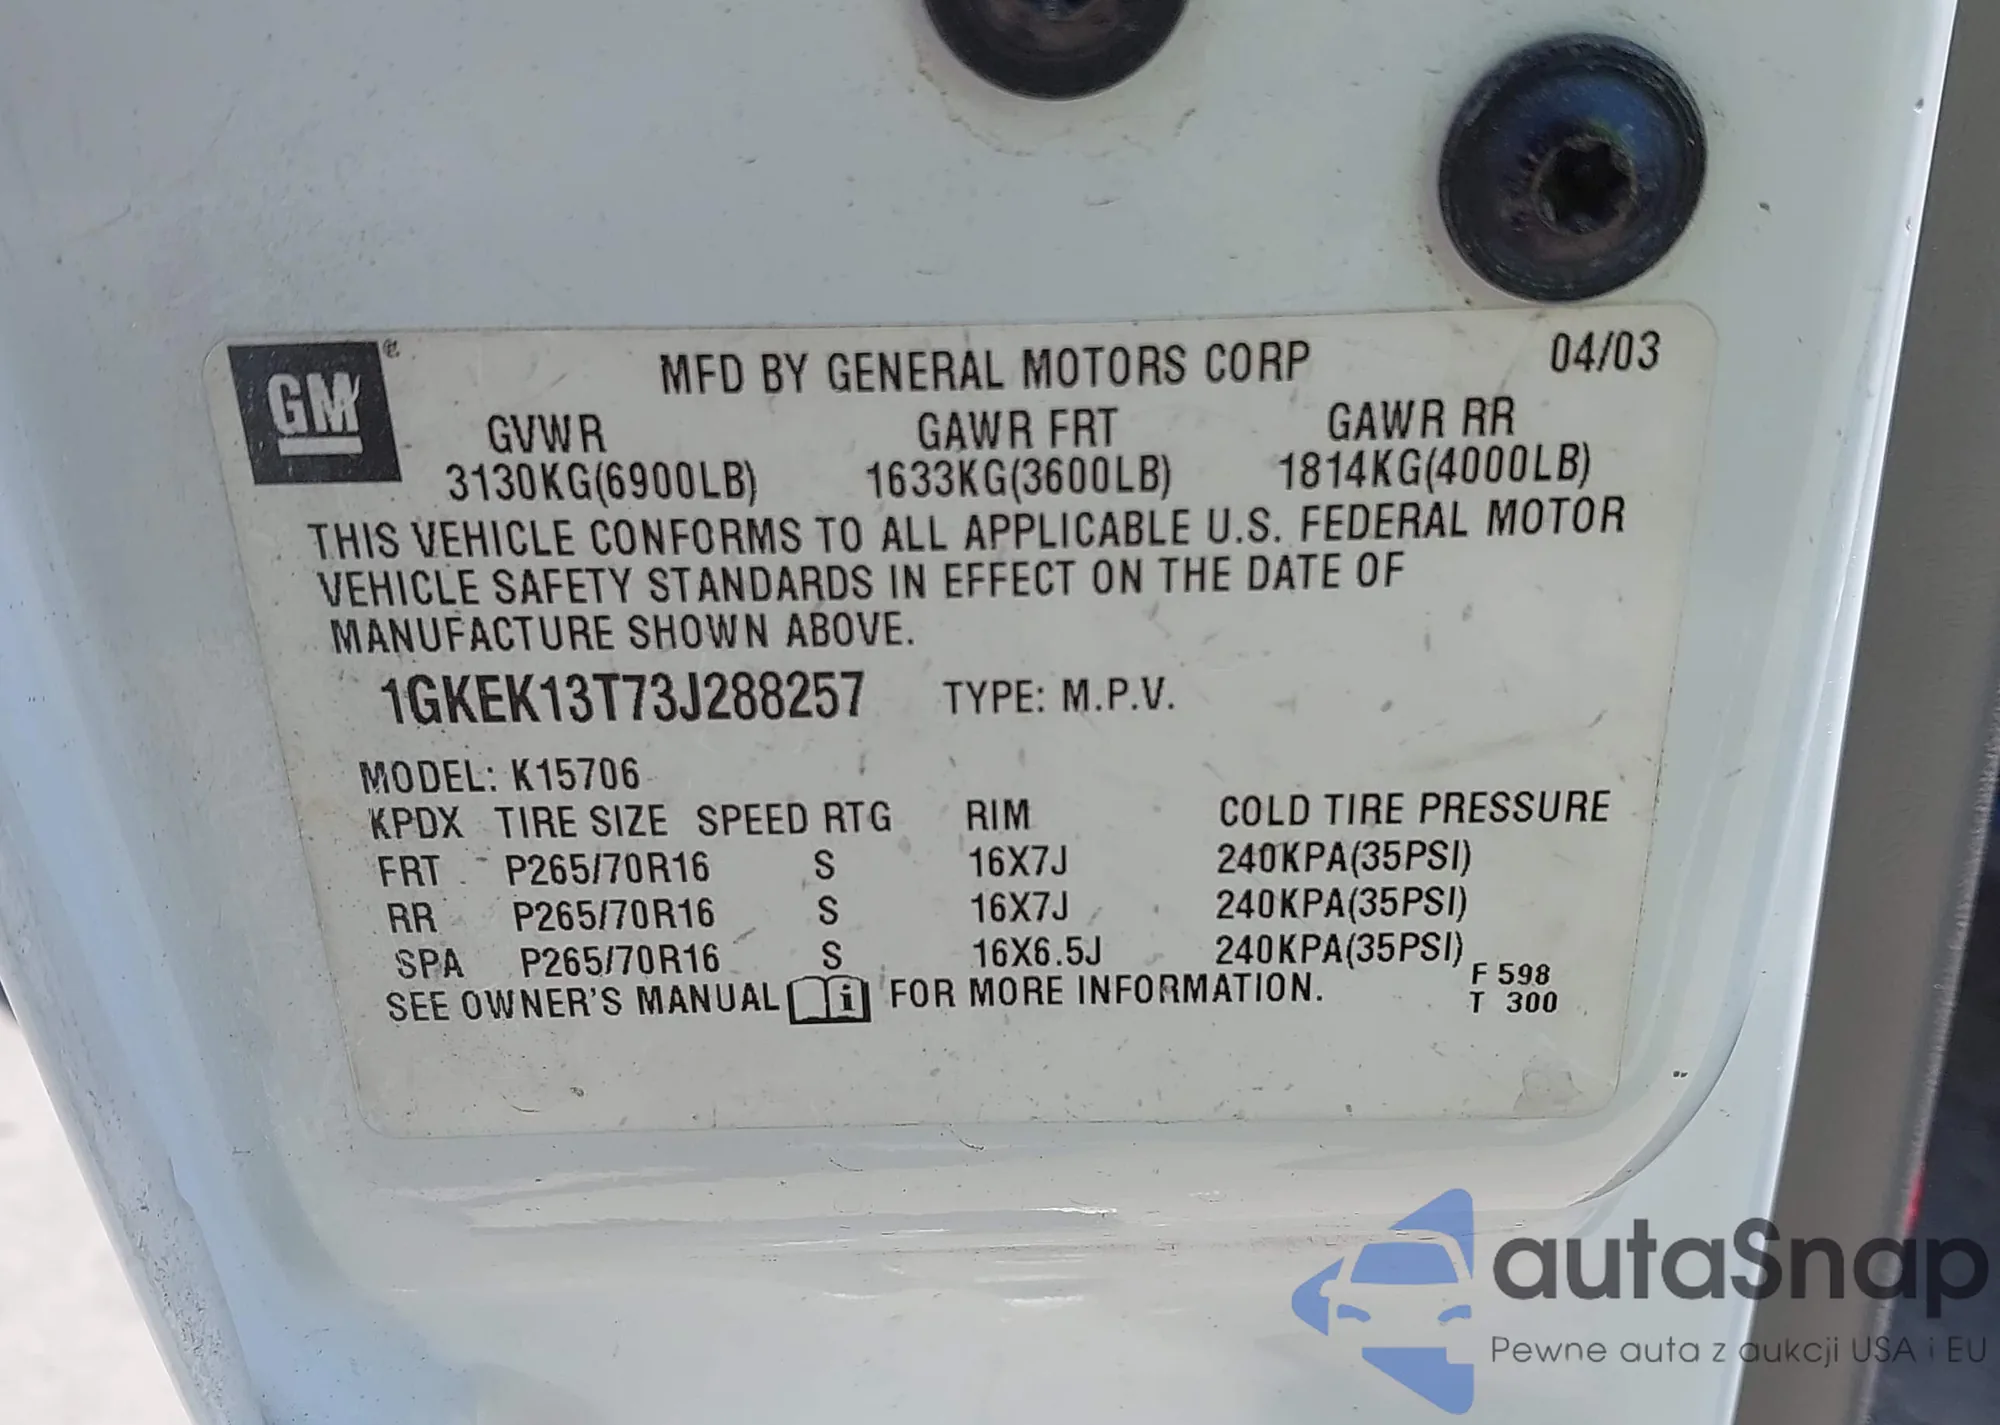 GM ® MFD BY GENERAL MOTORS CORP 04/03
GVWR GAWR FRT GAWR RR
3130KG(6900LB) 1633KG(3600LB) 1814KG(4000LB)
THIS VEHICLE CONFORMS TO ALL APPLICABLE U.S. FEDERAL MOTOR
VEHICLE SAFETY STANDARDS IN EFFECT ON THE DATE OF
MANUFACTURE SHOWN ABOVE.
1GKEK13T73J288257 TYPE: M.P.V.
MODEL: K15706
KPDX TIRE SIZE SPEED RTG RIM COLD TIRE PRESSURE
FRT P265/70R16 S 16X7J 240KPA(35PSI)
RR P265/70R16 S 16X7J 240KPA(35PSI)
SPA P265/70R16 S 16X6.5J 240KPA(35PSI)
SEE OWNER'S MANUAL i FOR MORE INFORMATION.
F 598
T 300
autaSnap
Pewne auta z aukcji USA i EU